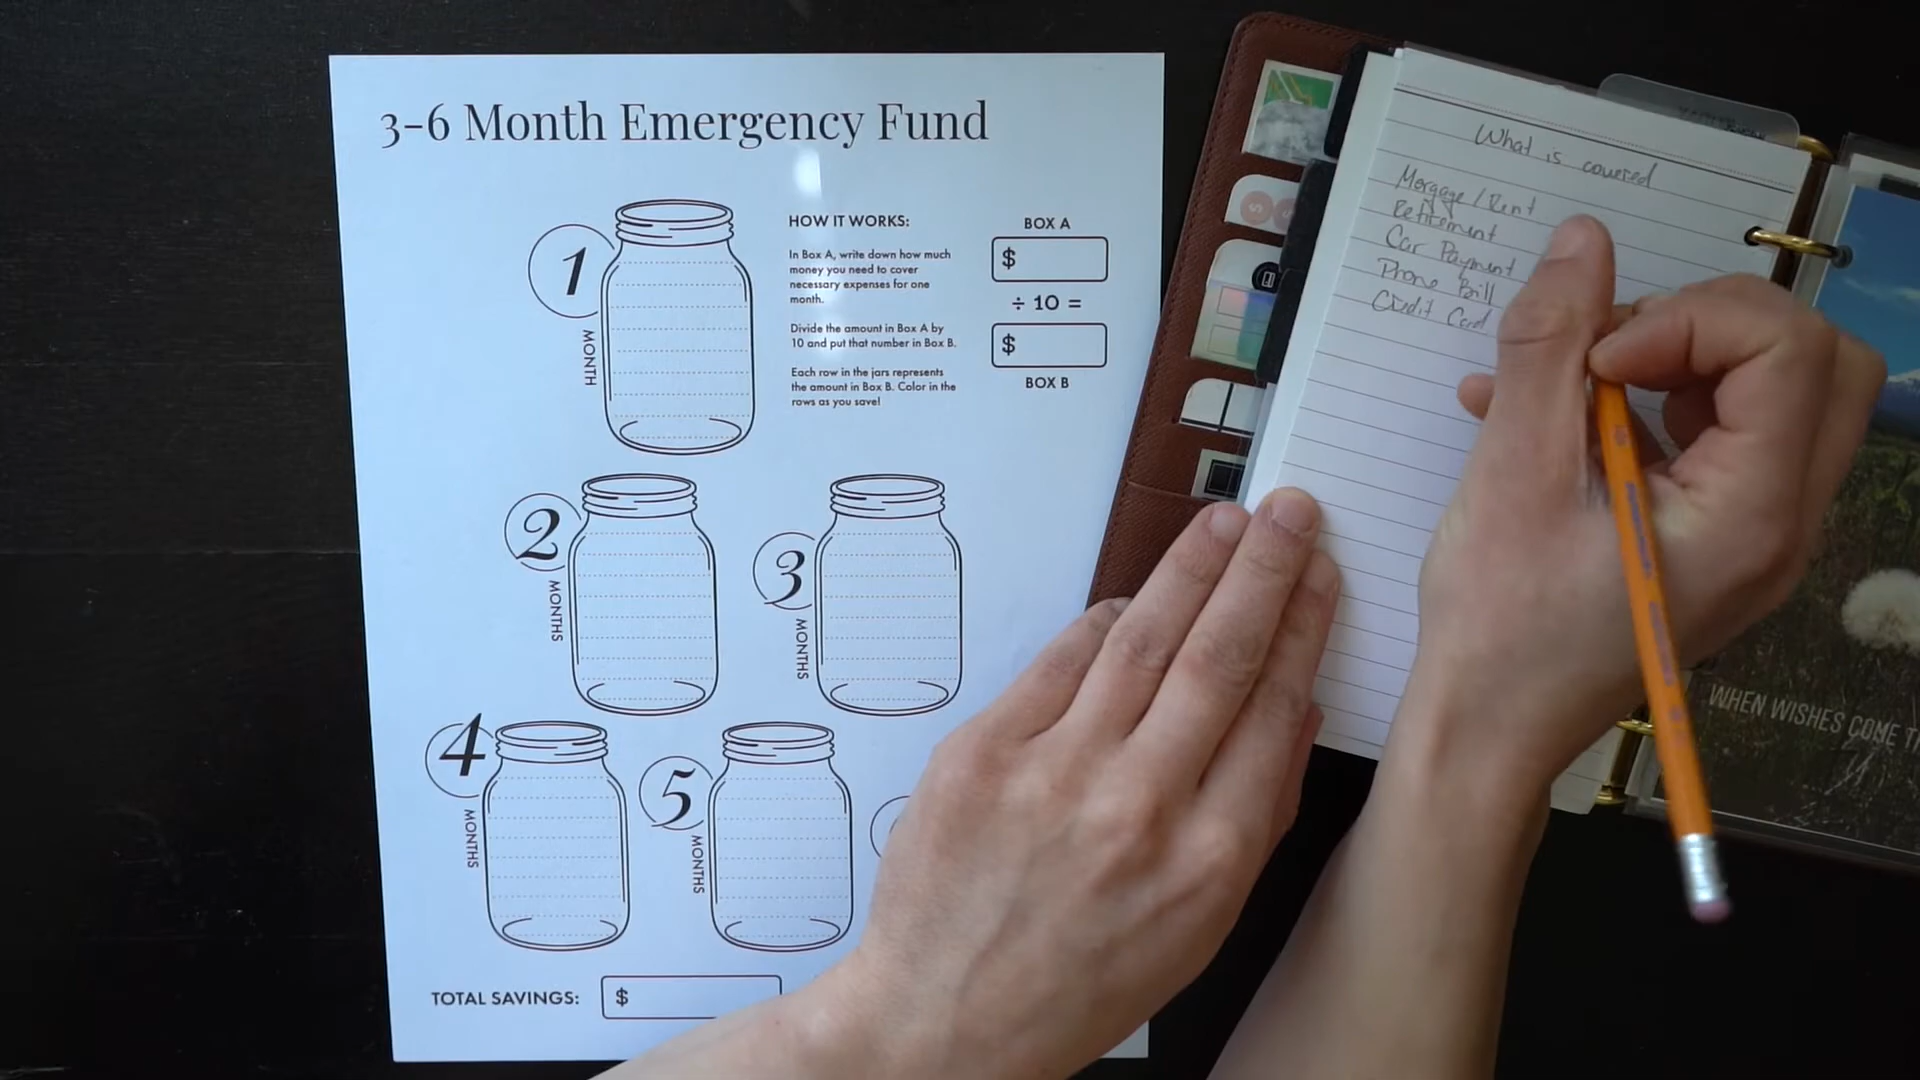 3-6 Month Emergency Fund
1
MONTH
HOW IT WORKS:
In Box A, write down how much
money you need to cover
necessary expenses for one
month.
Divide the amount in Box A by
10 and put that number in Box B.
Each row in the jars represents
the amount in Box B. Color in the
rows as you save!
BOX A
$
÷ 10 =
$
BOX B
2
MONTHS
3
MONTHS
4
MONTHS
5
MONTHS
TOTAL SAVINGS:
$
What is covered
Morgage/Rent
Retirement
Car Payment
Phone Bill
Credit Card
WHEN WISHES COME